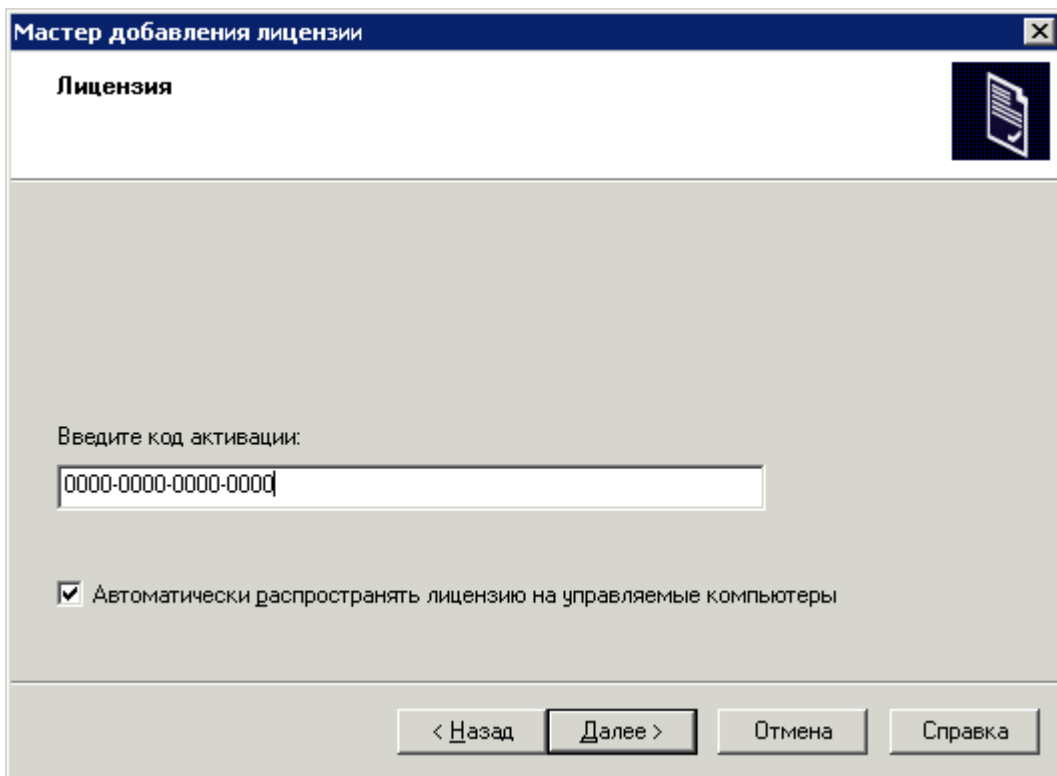 Мастер добавления лицензии
Лицензия
Введите код активации:
0000-0000-0000-0000
Автоматически распространять лицензию на управляемые компьютеры
< Назад Далее > Отмена Справка